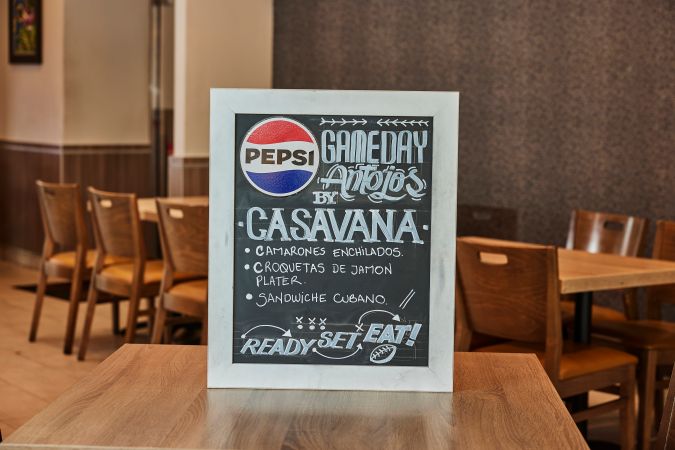 PEPSI
GAMEDAY
Antojos
BY
CASAVANA
• CAMARONES ENCHILADOS.
• CROQUETAS DE JAMON
PLATER.
• SANDWICHE CUBANO.
READY, SET, EAT!